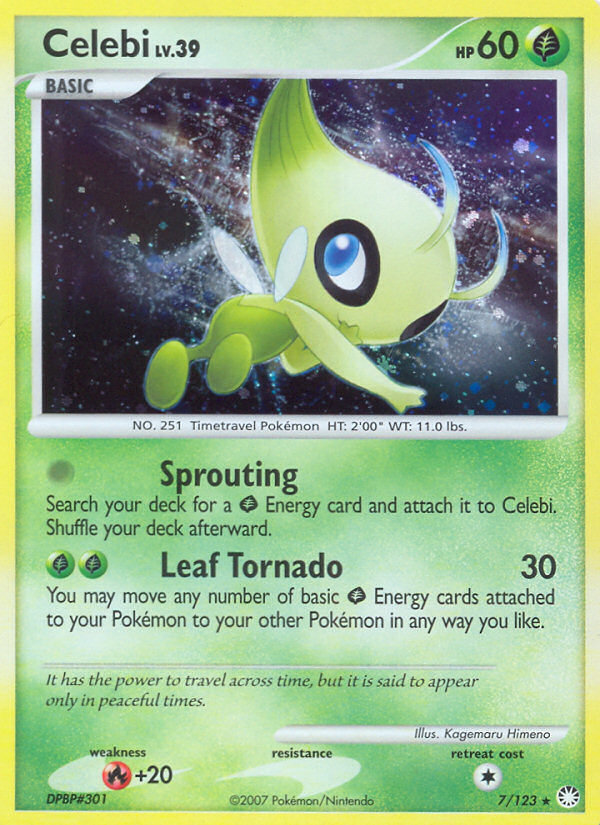 Celebi LV.39 HP 60
BASIC
NO. 251 Timetravel Pokémon HT: 2'00" WT: 11.0 lbs.
Sprouting
Search your deck for a Energy card and attach it to Celebi.
Shuffle your deck afterward.
Leaf Tornado 30
You may move any number of basic Energy cards attached
to your Pokémon to your other Pokémon in any way you like.
It has the power to travel across time, but it is said to appear
only in peaceful times.
Illus. Kagemaru Himeno
weakness resistance retreat cost
+20
DPBP#301 ©2007 Pokémon/Nintendo 7/123 ★